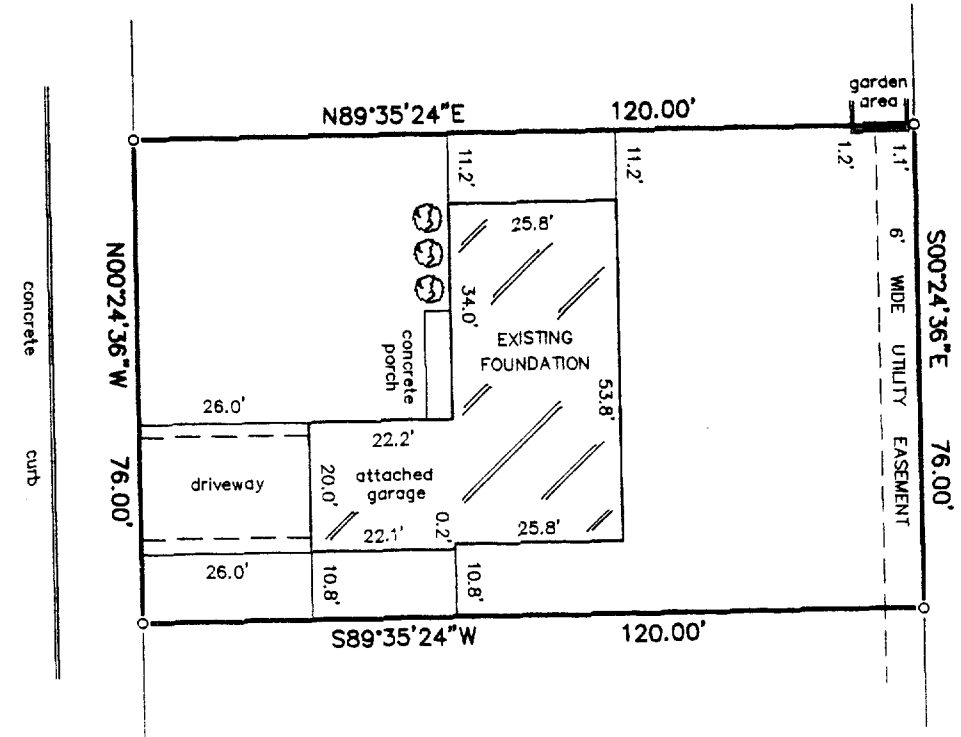 garden
area
N89°35'24"E
120.00'
11.2'
11.2'
1.2'
1.1'
25.8'
6' WIDE UTILITY EASEMENT
S00°24'36"E
76.00'
N00°24'36"W
76.00'
concrete
curb
34.0'
EXISTING
FOUNDATION
concrete
porch
53.8'
26.0'
22.2'
driveway
20.0'
attached
garage
22.1'
0.2'
25.8'
26.0'
10.8'
10.8'
S89°35'24"W
120.00'